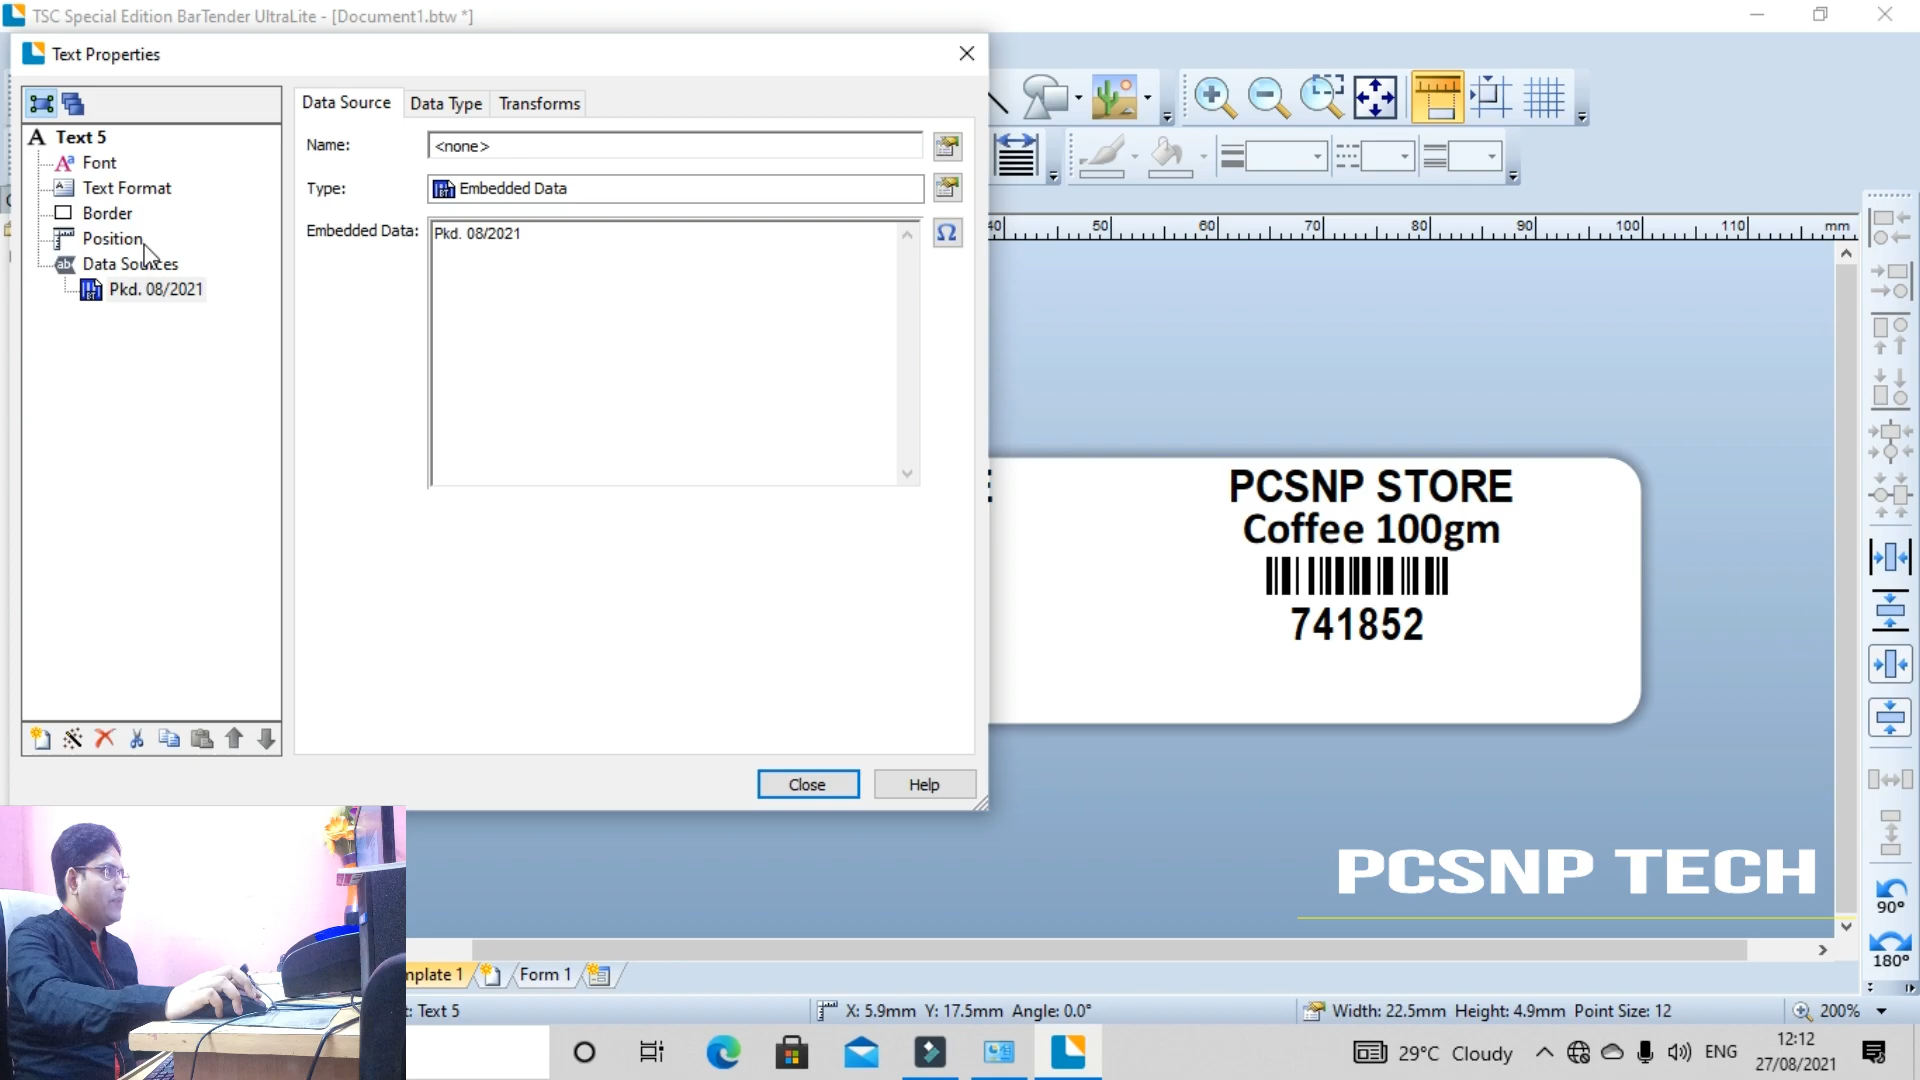 TSC Special Edition BarTender UltraLite - [Document1.btw *]
Text Properties
Text 5
Font
Text Format
Border
Position
Data Sources
Pkd. 08/2021
Data Source
Data Type
Transforms
Name:
<none>
Type:
Embedded Data
Embedded Data:
Pkd. 08/2021
Close
Help
40 50 60 70 80 90 100 110 mm
PCSNP STORE
Coffee 100gm
741852
PCSNP TECH
90°
180°
mplate 1
Form 1
t: Text 5
X: 5.9mm Y: 17.5mm Angle: 0.0°
Width: 22.5mm Height: 4.9mm Point Size: 12
200%
29°C Cloudy
ENG
12:12
27/08/2021